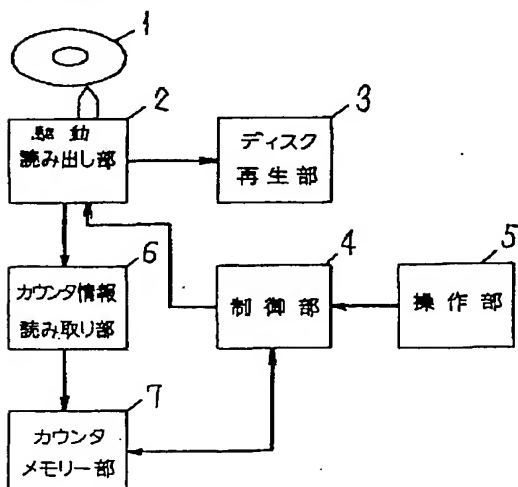 1
2
駆動
読み出し部
3
ディスク
再生部
6
カウンタ情報
読み取り部
4
制御部
5
操作部
7
カウンタ
メモリー部